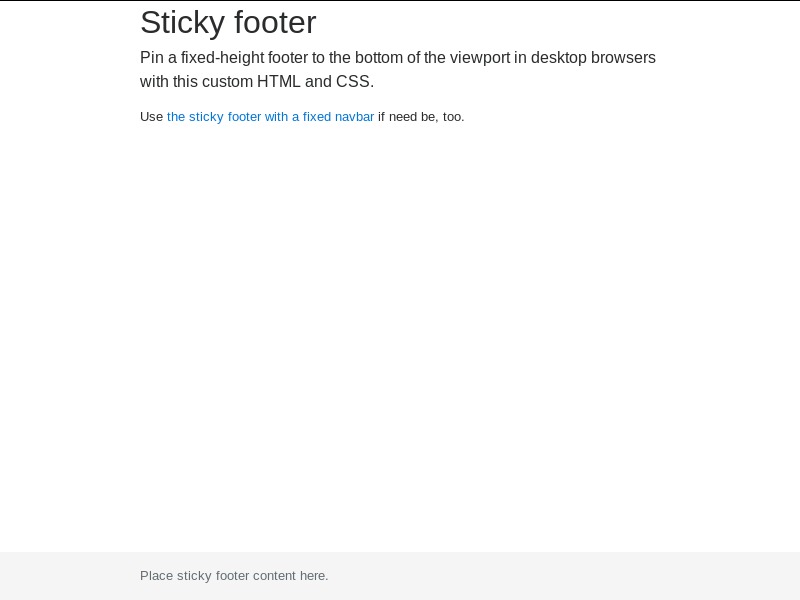 Sticky footer
Pin a fixed-height footer to the bottom of the viewport in desktop browsers
with this custom HTML and CSS.
Use the sticky footer with a fixed navbar if need be, too.
Place sticky footer content here.